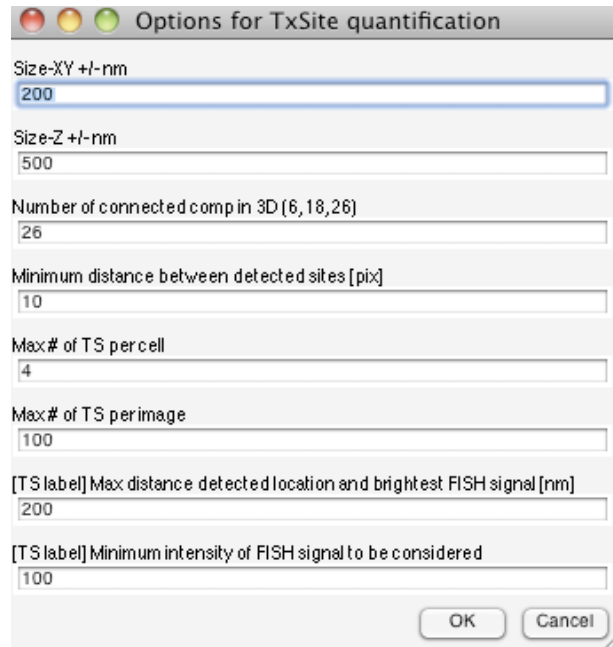 Options for TxSite quantification
Size-XY +/- nm
200
Size-Z +/- nm
500
Number of connected comp in 3D (6,18,26)
26
Minimum distance between detected sites [pix]
10
Max # of TS per cell
4
Max # of TS per image
100
[TS label] Max distance detected location and brightest FISH signal [nm]
200
[TS label] Minimum intensity of FISH signal to be considered
100
OK Cancel